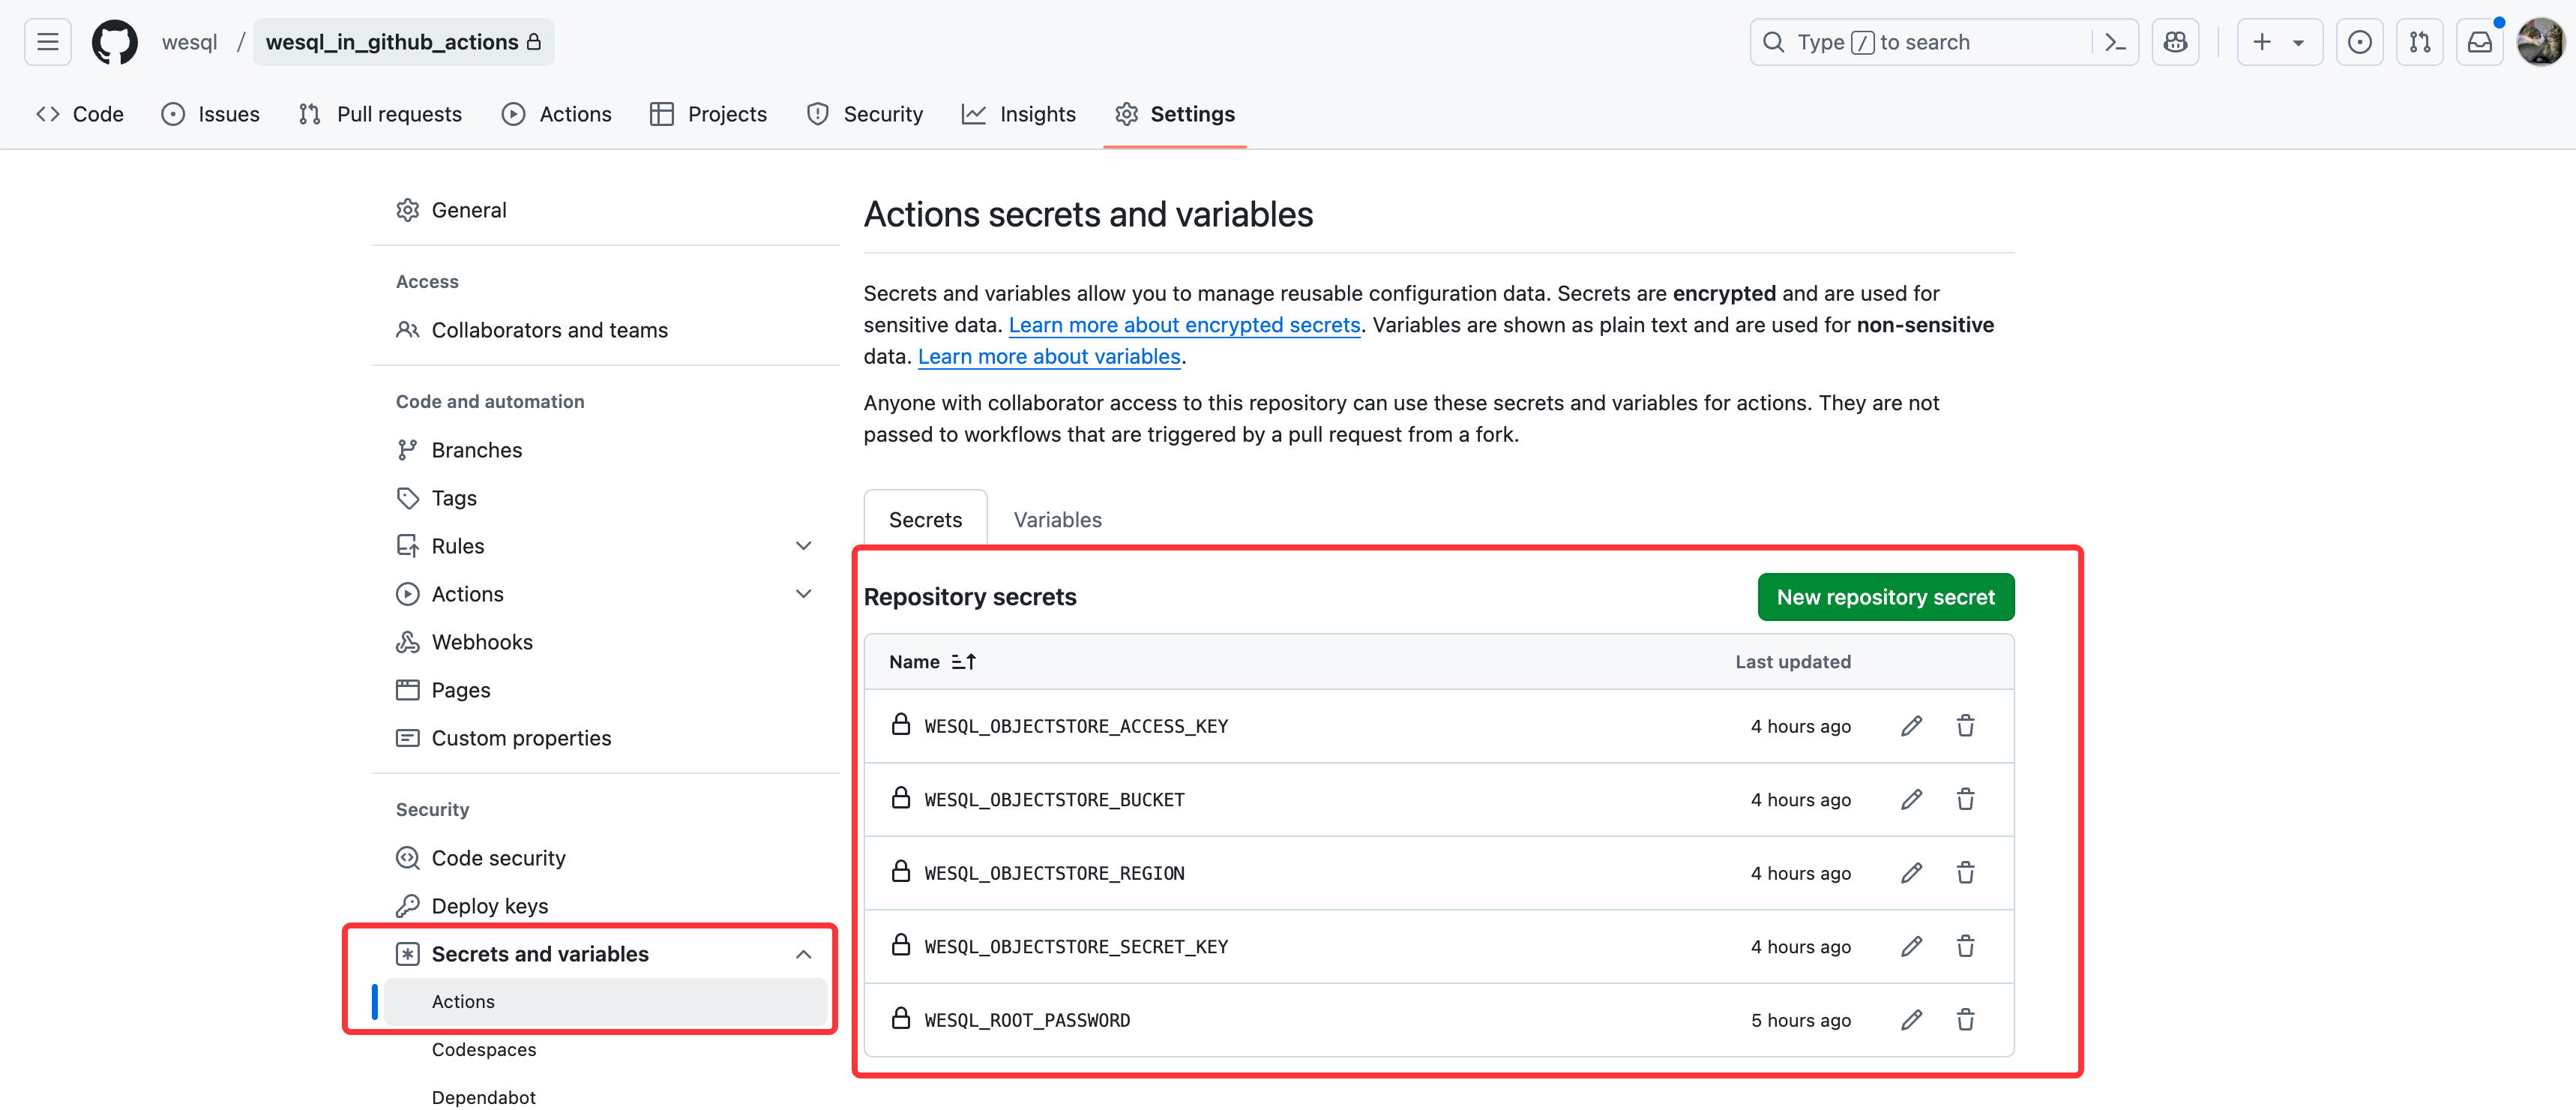 wesql / wesql_in_github_actions
Type / to search
Code Issues Pull requests Actions Projects Security Insights Settings
General
Access
Collaborators and teams
Code and automation
Branches
Tags
Rules
Actions
Webhooks
Pages
Custom properties
Security
Code security
Deploy keys
Secrets and variables
Actions
Codespaces
Dependabot
Actions secrets and variables
Secrets and variables allow you to manage reusable configuration data. Secrets are encrypted and are used for
sensitive data. Learn more about encrypted secrets. Variables are shown as plain text and are used for non-sensitive
data. Learn more about variables.
Anyone with collaborator access to this repository can use these secrets and variables for actions. They are not
passed to workflows that are triggered by a pull request from a fork.
Secrets Variables
Repository secrets New repository secret
Name Last updated
WESQL_OBJECTSTORE_ACCESS_KEY 4 hours ago
WESQL_OBJECTSTORE_BUCKET 4 hours ago
WESQL_OBJECTSTORE_REGION 4 hours ago
WESQL_OBJECTSTORE_SECRET_KEY 4 hours ago
WESQL_ROOT_PASSWORD 5 hours ago